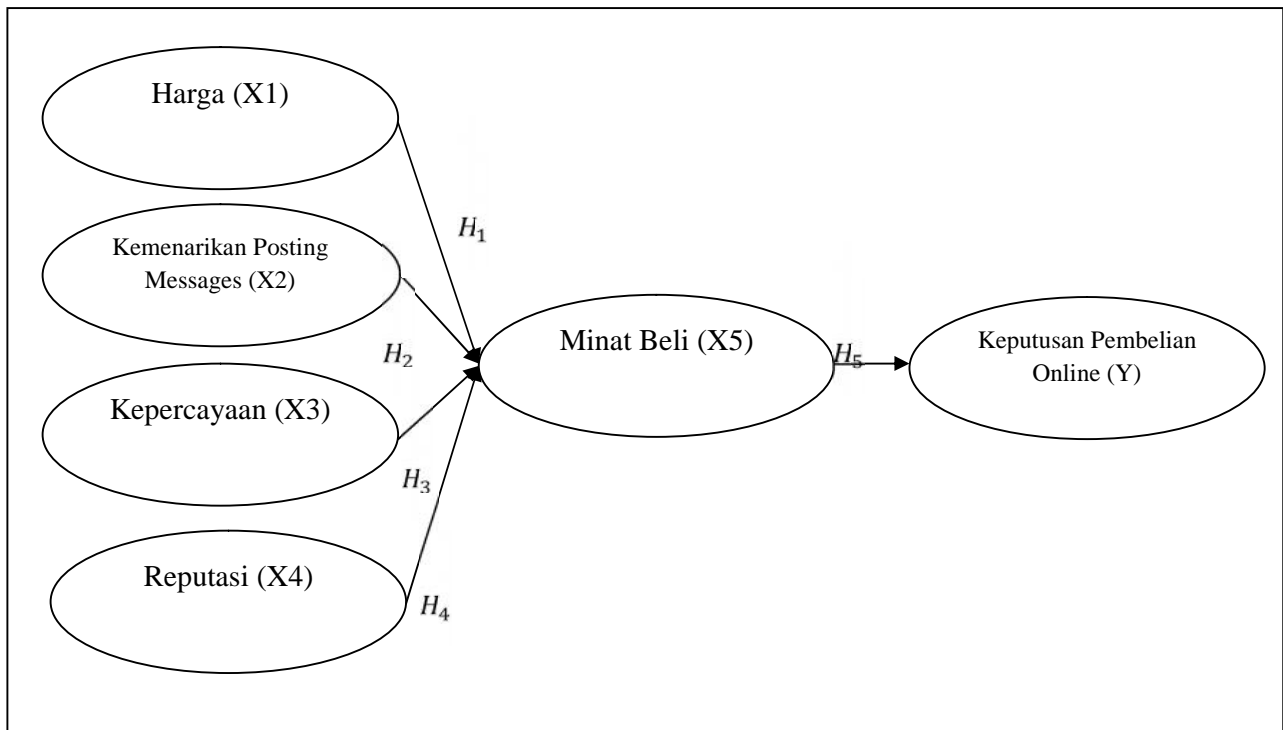 Harga (X1)
H₁
Kemenarikan Posting
Messages (X2)
H₂
Minat Beli (X5)
H₅
Keputusan Pembelian
Online (Y)
Kepercayaan (X3)
H₃
Reputasi (X4)
H₄